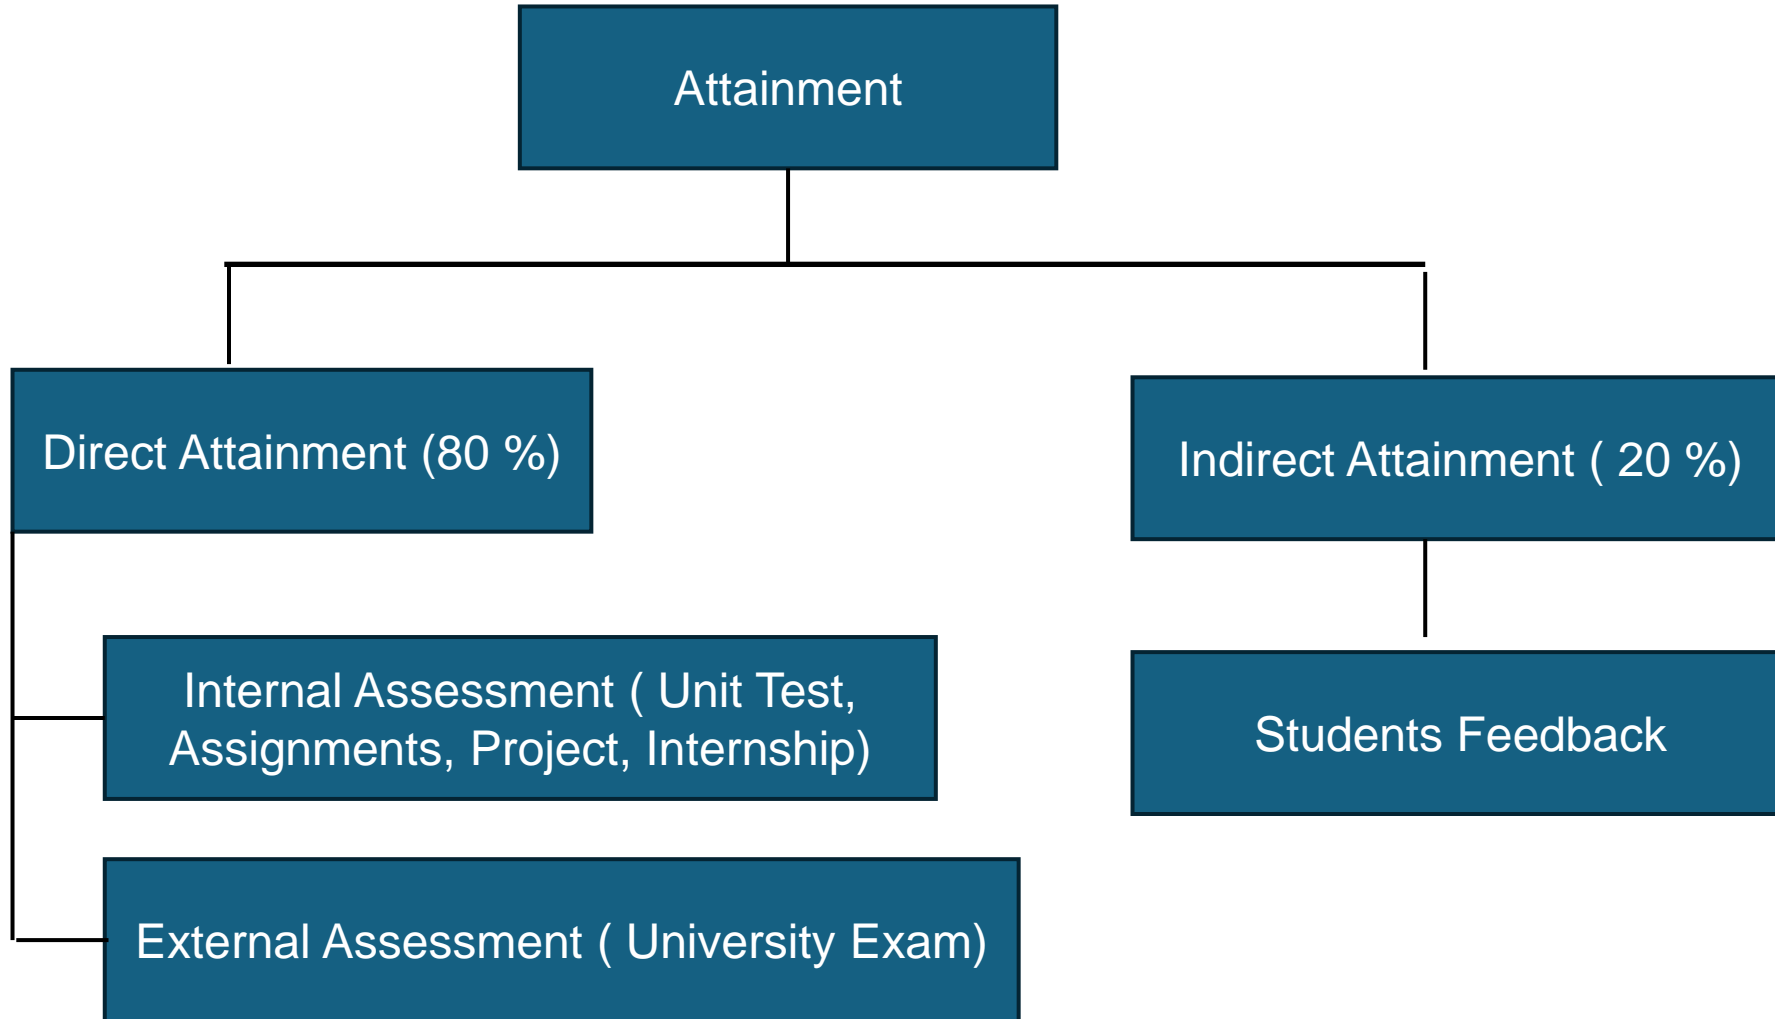 Attainment
Direct Attainment (80 %)
Indirect Attainment ( 20 %)
Internal Assessment ( Unit Test,
Assignments, Project, Internship)
Students Feedback
External Assessment ( University Exam)